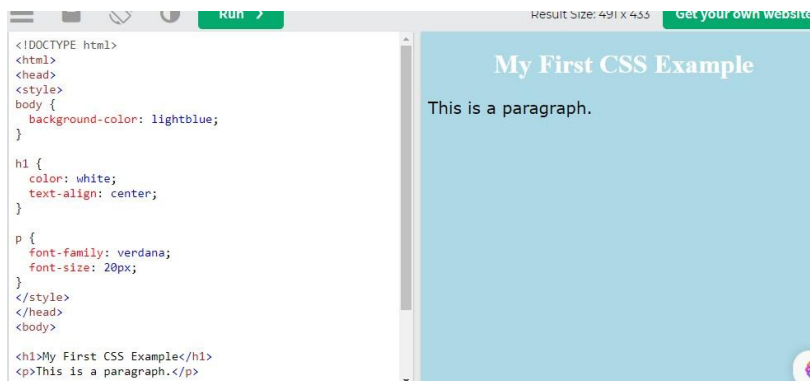 Run >
Result Size: 491 x 433
Get your own website
<!DOCTYPE html>
<html>
<head>
<style>
body {
  background-color: lightblue;
}

h1 {
  color: white;
  text-align: center;
}

p {
  font-family: verdana;
  font-size: 20px;
}
</style>
</head>
<body>

<h1>My First CSS Example</h1>
<p>This is a paragraph.</p>
My First CSS Example
This is a paragraph.